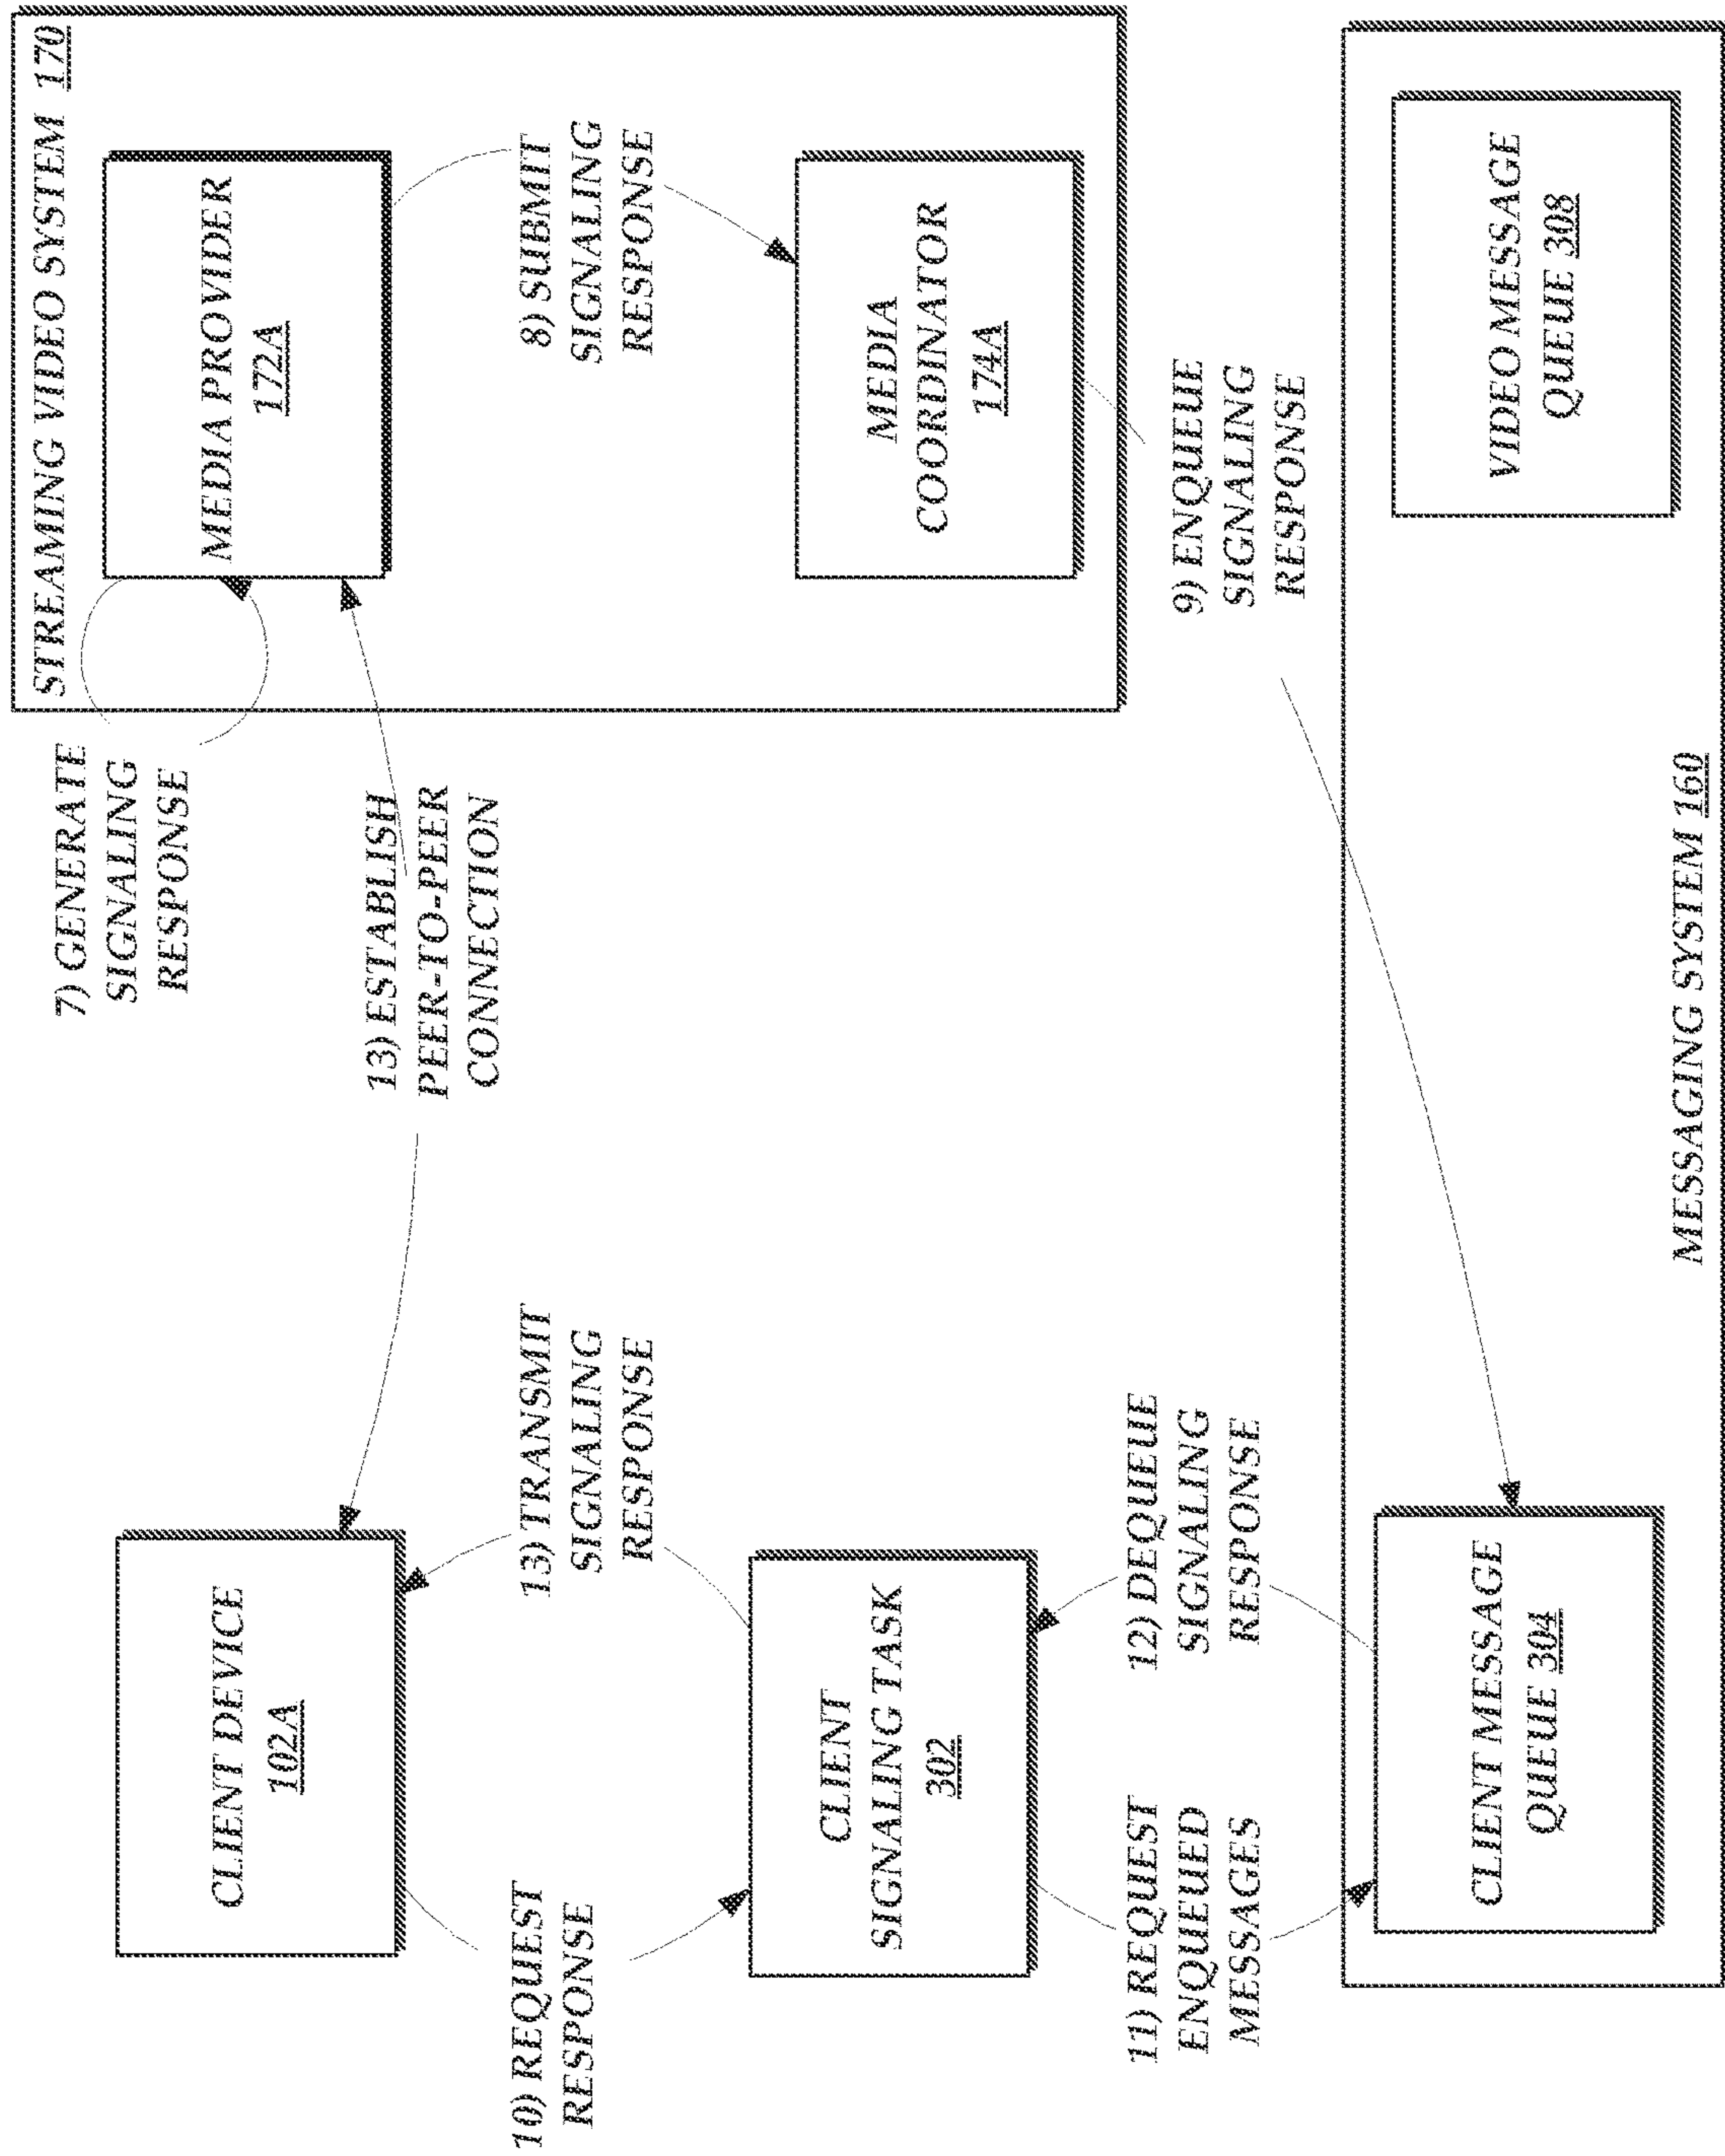 CLIENT DEVICE
102A
13) ESTABLISH
PEER-TO-PEER
CONNECTION
7) GENERATE
SIGNALING
RESPONSE
STREAMING VIDEO SYSTEM 170
MEDIA PROVIDER
172A
10) REQUEST
RESPONSE
13) TRANSMIT
SIGNALING
RESPONSE
8) SUBMIT
SIGNALING
RESPONSE
CLIENT
SIGNALING TASK
302
MEDIA
COORDINATOR
174A
11) REQUEST
ENQUEUED
MESSAGES
12) DEQUEUE
SIGNALING
RESPONSE
9) ENQUEUE
SIGNALING
RESPONSE
CLIENT MESSAGE
QUEUE 304
VIDEO MESSAGE
QUEUE 308
MESSAGING SYSTEM 160